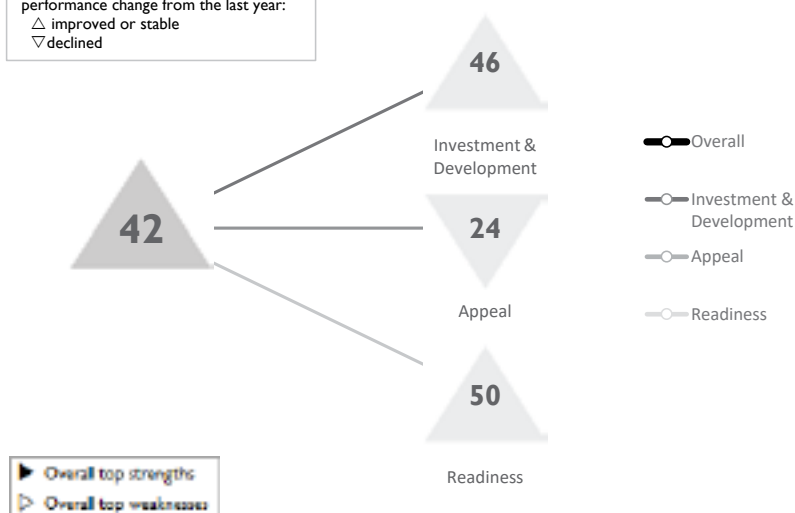 performance change from the last year:
△ improved or stable
▽ declined
46
Investment &
Development
42
24
Appeal
50
Readiness
Overall
Investment &
Development
Appeal
Readiness
▶ Overall top strengths
▷ Overall top weaknesses